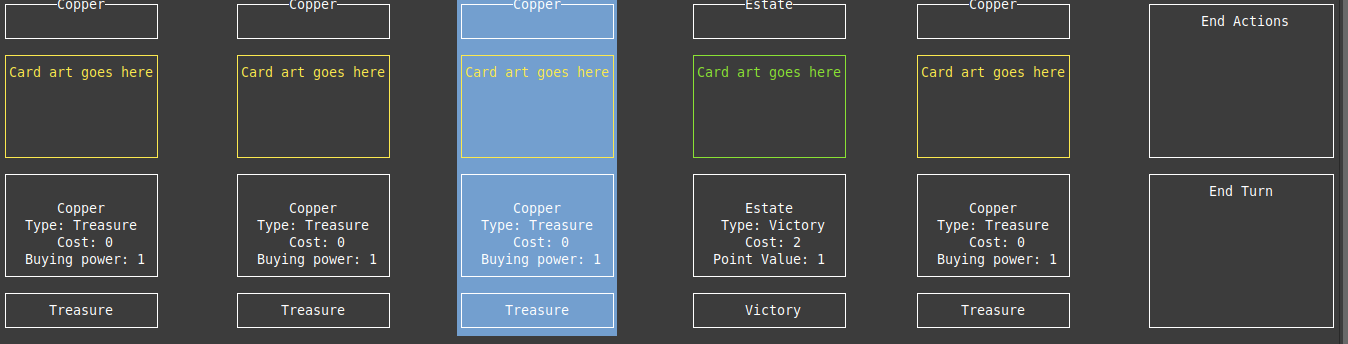 Copper Copper Copper Estate Copper
End Actions
Card art goes here Card art goes here Card art goes here Card art goes here Card art goes here
End Turn
Copper Copper Copper Estate Copper
Type: Treasure Type: Treasure Type: Treasure Type: Victory Type: Treasure
Cost: 0 Cost: 0 Cost: 0 Cost: 2 Cost: 0
Buying power: 1 Buying power: 1 Buying power: 1 Point Value: 1 Buying power: 1
Treasure Treasure Treasure Victory Treasure